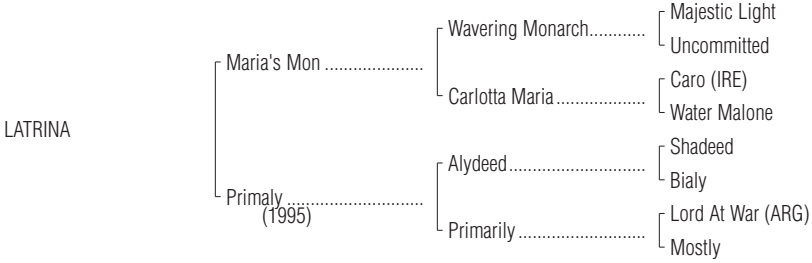 Majestic Light
Wavering Monarch............
Uncommitted
Maria's Mon .....................
Caro (IRE)
Carlotta Maria...................
Water Malone
LATRINA
Shadeed
Alydeed.............................
Bialy
Primaly .............................
(1995)
Lord At War (ARG)
Primarily ...........................
Mostly